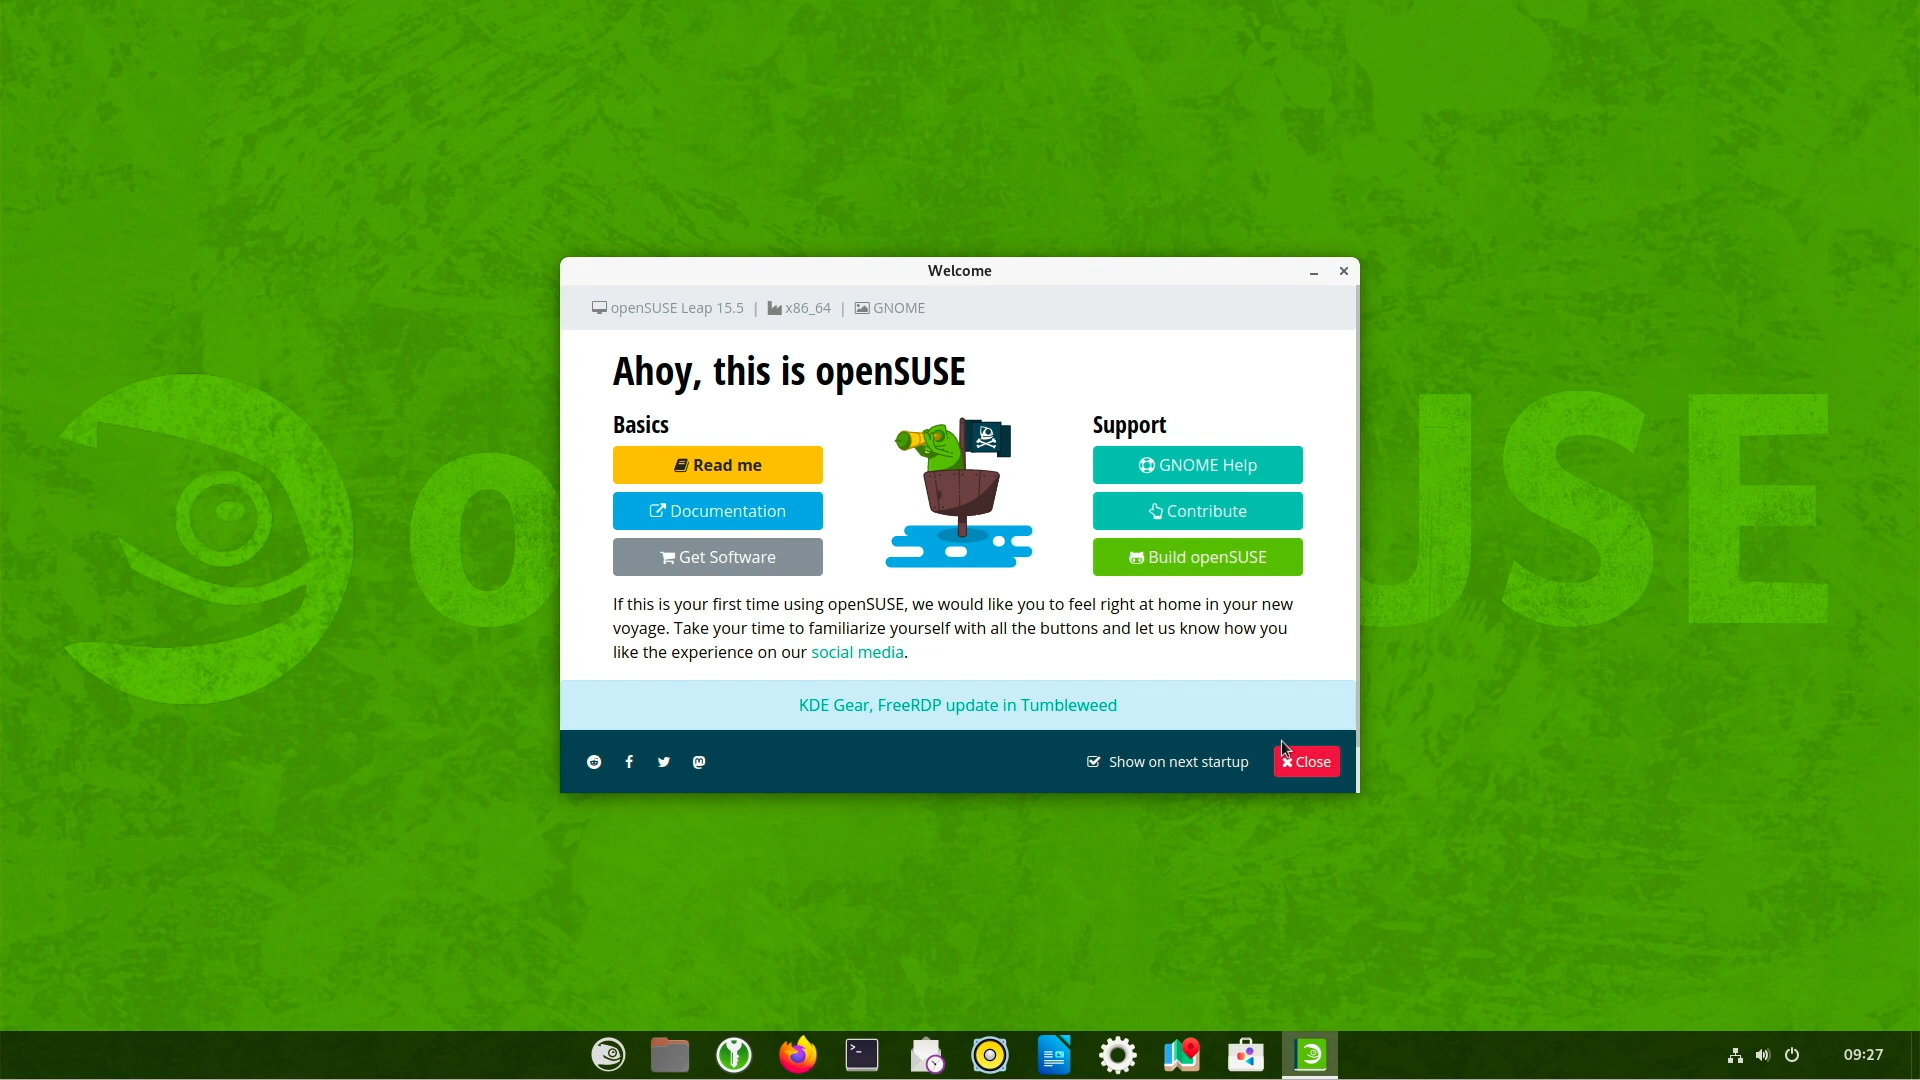 Welcome
openSUSE Leap 15.5 | x86_64 | GNOME
Ahoy, this is openSUSE
Basics
Support
Read me
GNOME Help
Documentation
Contribute
Get Software
Build openSUSE
o USE
If this is your first time using openSUSE, we would like you to feel right at home in your new
voyage. Take your time to familiarize yourself with all the buttons and let us know how you
like the experience on our social media.
KDE Gear, FreeRDP update in Tumbleweed
Show on next startup
Close
09:27